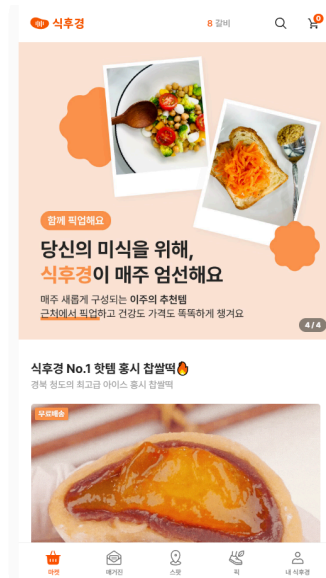 식후경
8 갈비
0
함께 픽업해요
당신의 미식을 위해,
식후경이 매주 엄선해요
매주 새롭게 구성되는 이주의 추천템
근처에서 픽업하고 건강도 가격도 똑똑하게 챙겨요
4 / 4
식후경 No.1 핫템 홍시 찹쌀떡🔥
경북 청도의 최고급 아이스 홍시 찹쌀떡
무료배송
마켓
매거진
스팟
픽
내 식후경